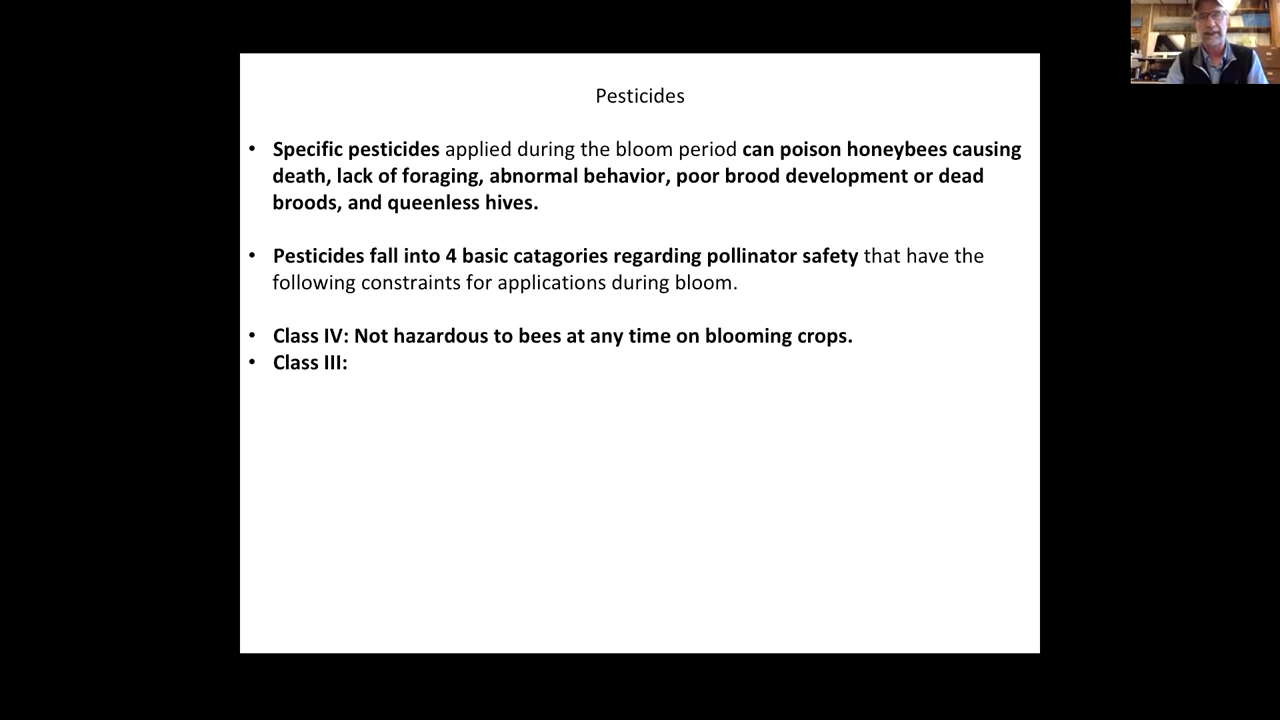 Pesticides
• Specific pesticides applied during the bloom period can poison honeybees causing
death, lack of foraging, abnormal behavior, poor brood development or dead
broods, and queenless hives.
• Pesticides fall into 4 basic catagories regarding pollinator safety that have the
following constraints for applications during bloom.
• Class IV: Not hazardous to bees at any time on blooming crops.
• Class III: